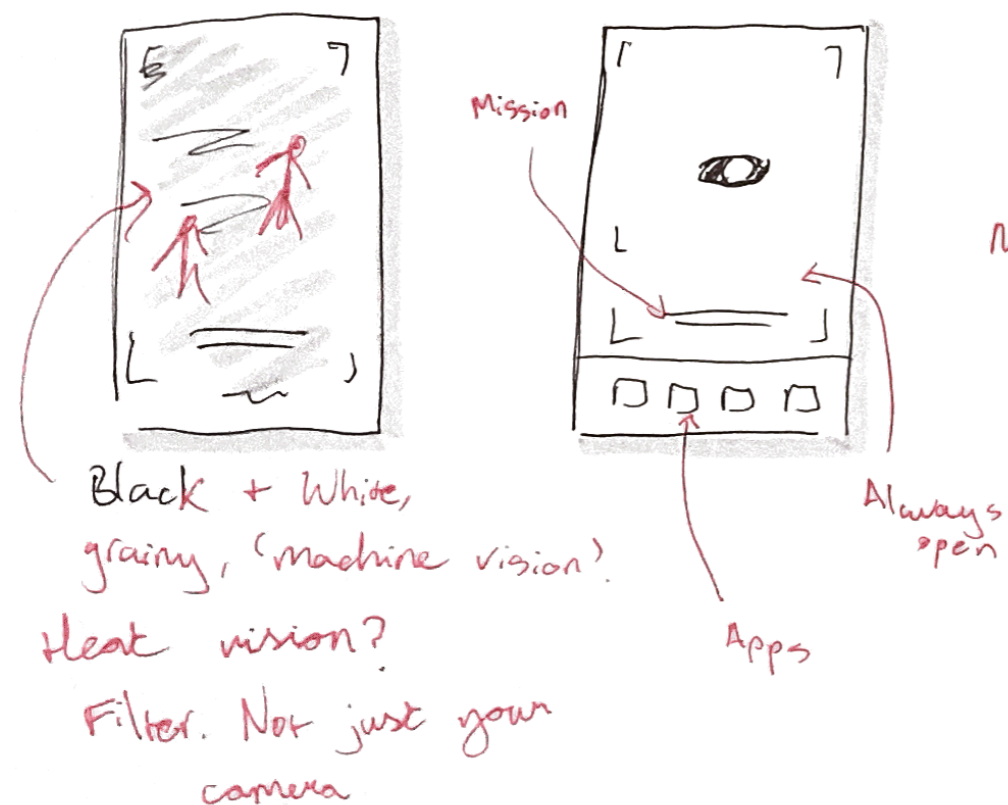 Mission
Black + White,
grainy, 'machine vision'.
Heat vision?
Filter. Not just your
camera
Always
open
Apps